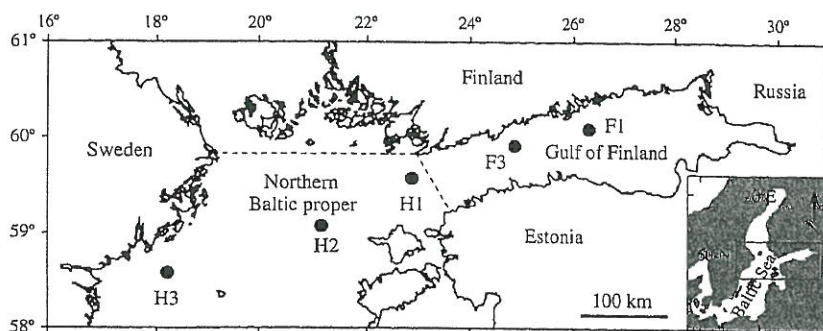 16° 18° 20° 22° 24° 26° 28° 30°
61°
Finland
Russia
60°
F1
Sweden
F3
Gulf of Finland
Northern
Baltic proper
H1
20°E
59°
H2
Estonia
H3
Baltic Sea
100 km
58°